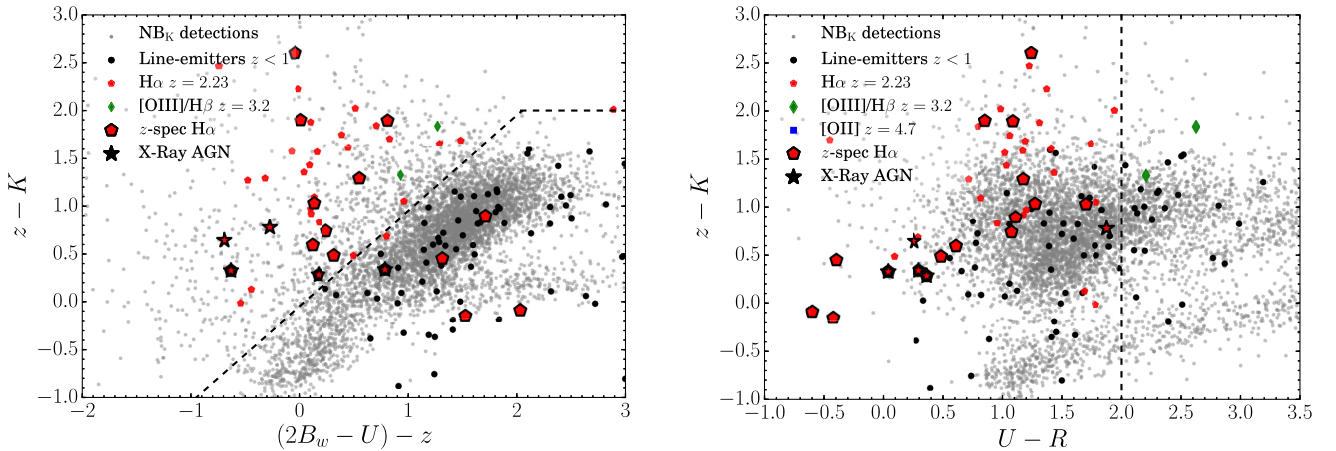 3.0
2.5
2.0
1.5
1.0
0.5
0.0
−0.5
−1.0
z − K
NB_K detections
Line-emitters z < 1
Hα z = 2.23
[OIII]/Hβ z = 3.2
z-spec Hα
X-Ray AGN
−2 −1 0 1 2 3
(2B_w − U) − z
3.0
2.5
2.0
1.5
1.0
0.5
0.0
−0.5
−1.0
z − K
NB_K detections
Line-emitters z < 1
Hα z = 2.23
[OIII]/Hβ z = 3.2
[OII] z = 4.7
z-spec Hα
X-Ray AGN
−1.0 −0.5 0.0 0.5 1.0 1.5 2.0 2.5 3.0 3.5
U − R